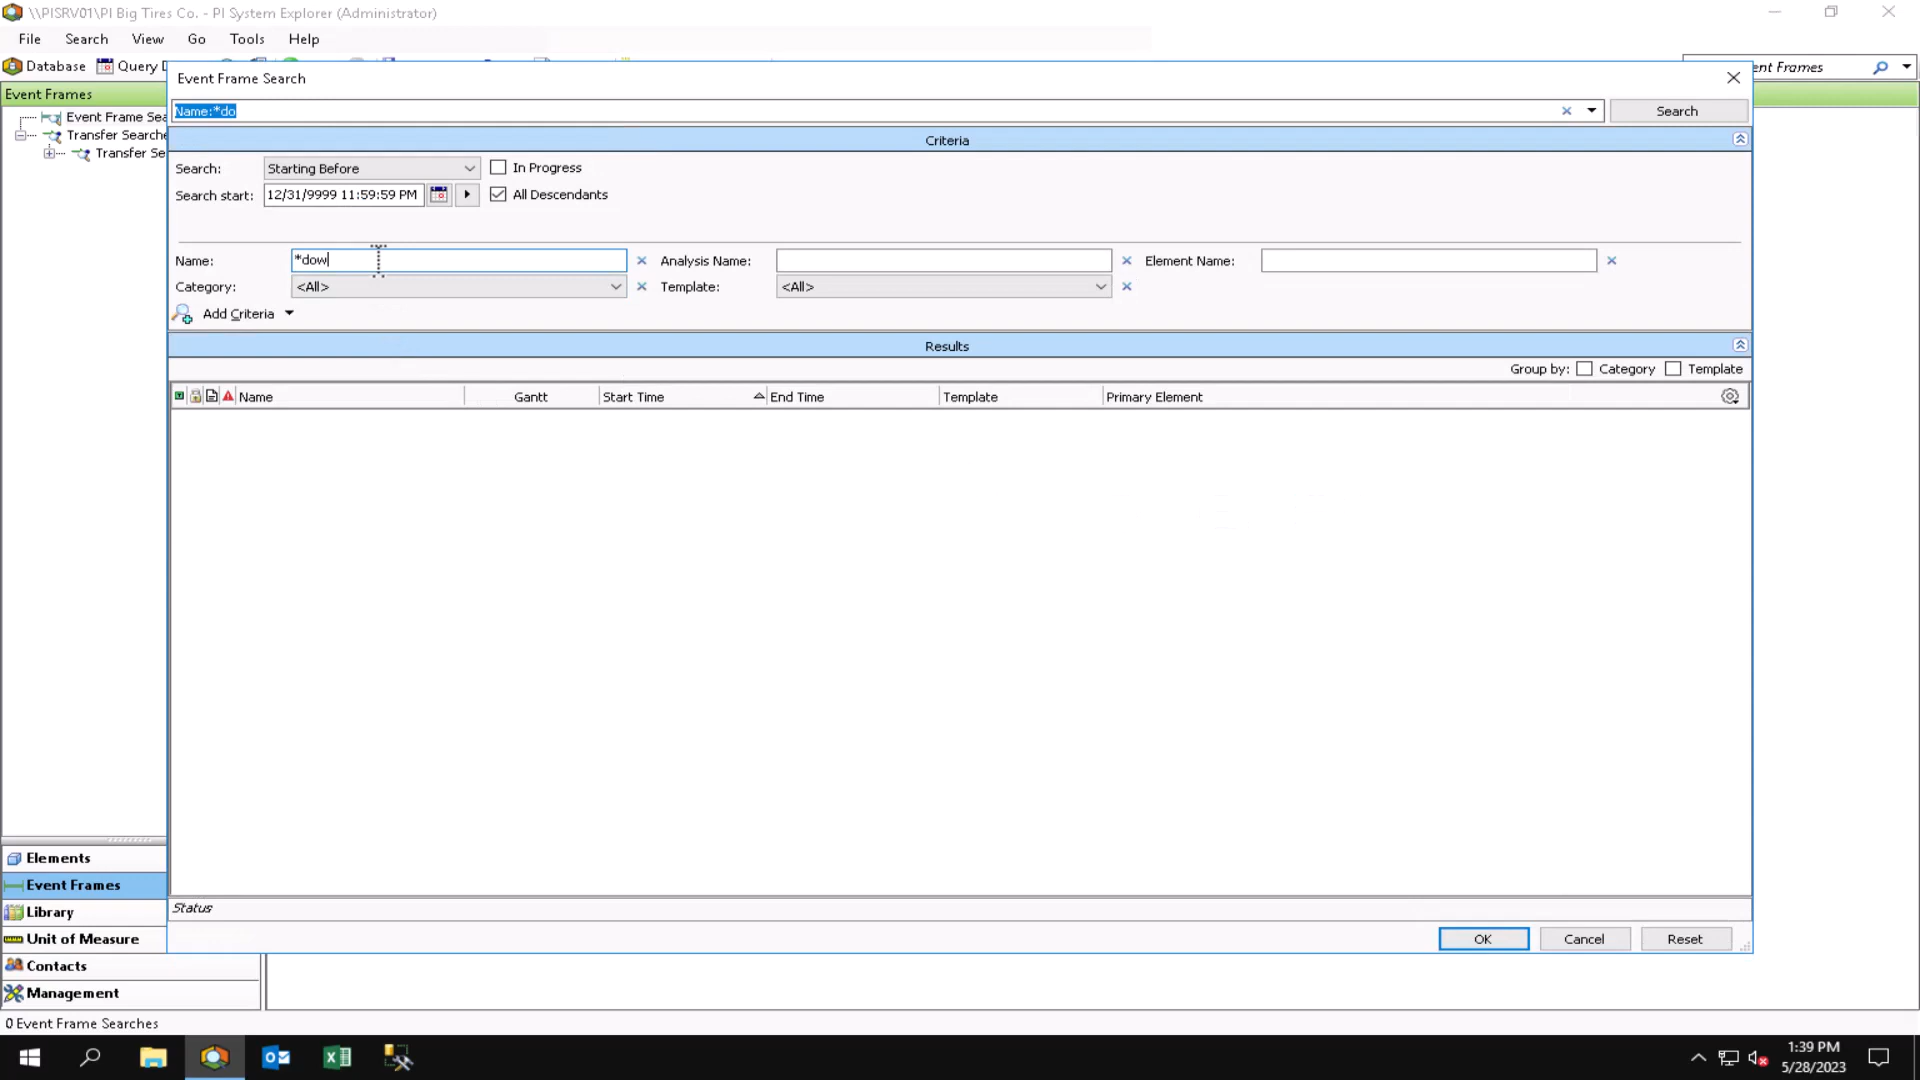 \\PISRV01\PI Big Tires Co. - PI System Explorer (Administrator)
File Search View Go Tools Help
Database Query
ent Frames
Event Frames
Event Frame Sea
Transfer Searche
Transfer Se
Event Frame Search
Name:*do
Search
Criteria
Search: Starting Before In Progress
Search start: 12/31/9999 11:59:59 PM All Descendants
Name: *dow Analysis Name: Element Name:
Category: <All> Template: <All>
Add Criteria
Results
Group by: Category Template
Name Gantt Start Time End Time Template Primary Element
Status
OK Cancel Reset
Elements
Event Frames
Library
Unit of Measure
Contacts
Management
0 Event Frame Searches
1:39 PM
5/28/2023